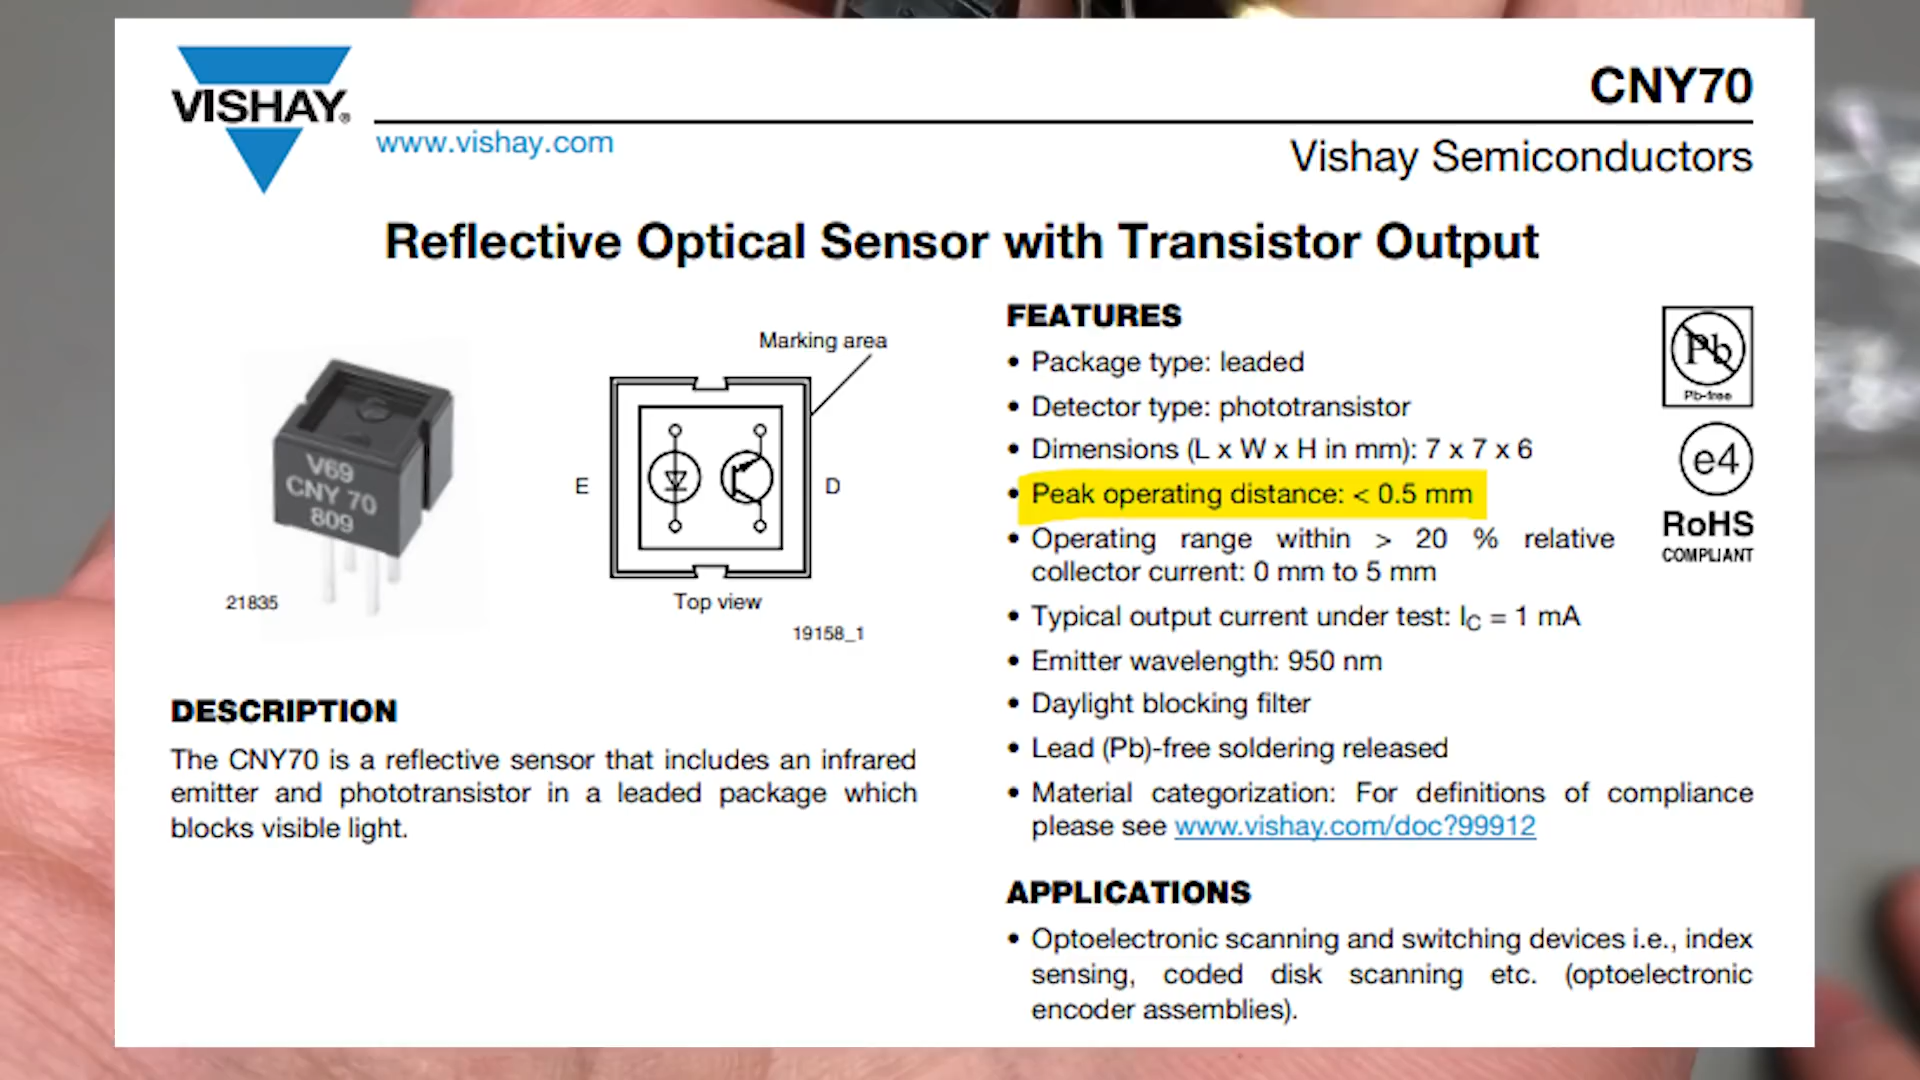 VISHAY®
www.vishay.com
CNY70
Vishay Semiconductors
Reflective Optical Sensor with Transistor Output
V69
CNY 70
809
21835
Marking area
E
D
Top view
19158_1
DESCRIPTION
The CNY70 is a reflective sensor that includes an infrared
emitter and phototransistor in a leaded package which
blocks visible light.
FEATURES
• Package type: leaded
• Detector type: phototransistor
• Dimensions (L x W x H in mm): 7 x 7 x 6
• Peak operating distance: < 0.5 mm
• Operating range within > 20 % relative
collector current: 0 mm to 5 mm
• Typical output current under test: IC = 1 mA
• Emitter wavelength: 950 nm
• Daylight blocking filter
• Lead (Pb)-free soldering released
• Material categorization: For definitions of compliance
please see www.vishay.com/doc?99912
Pb
Pb-free
e4
RoHS
COMPLIANT
APPLICATIONS
• Optoelectronic scanning and switching devices i.e., index
sensing, coded disk scanning etc. (optoelectronic
encoder assemblies).